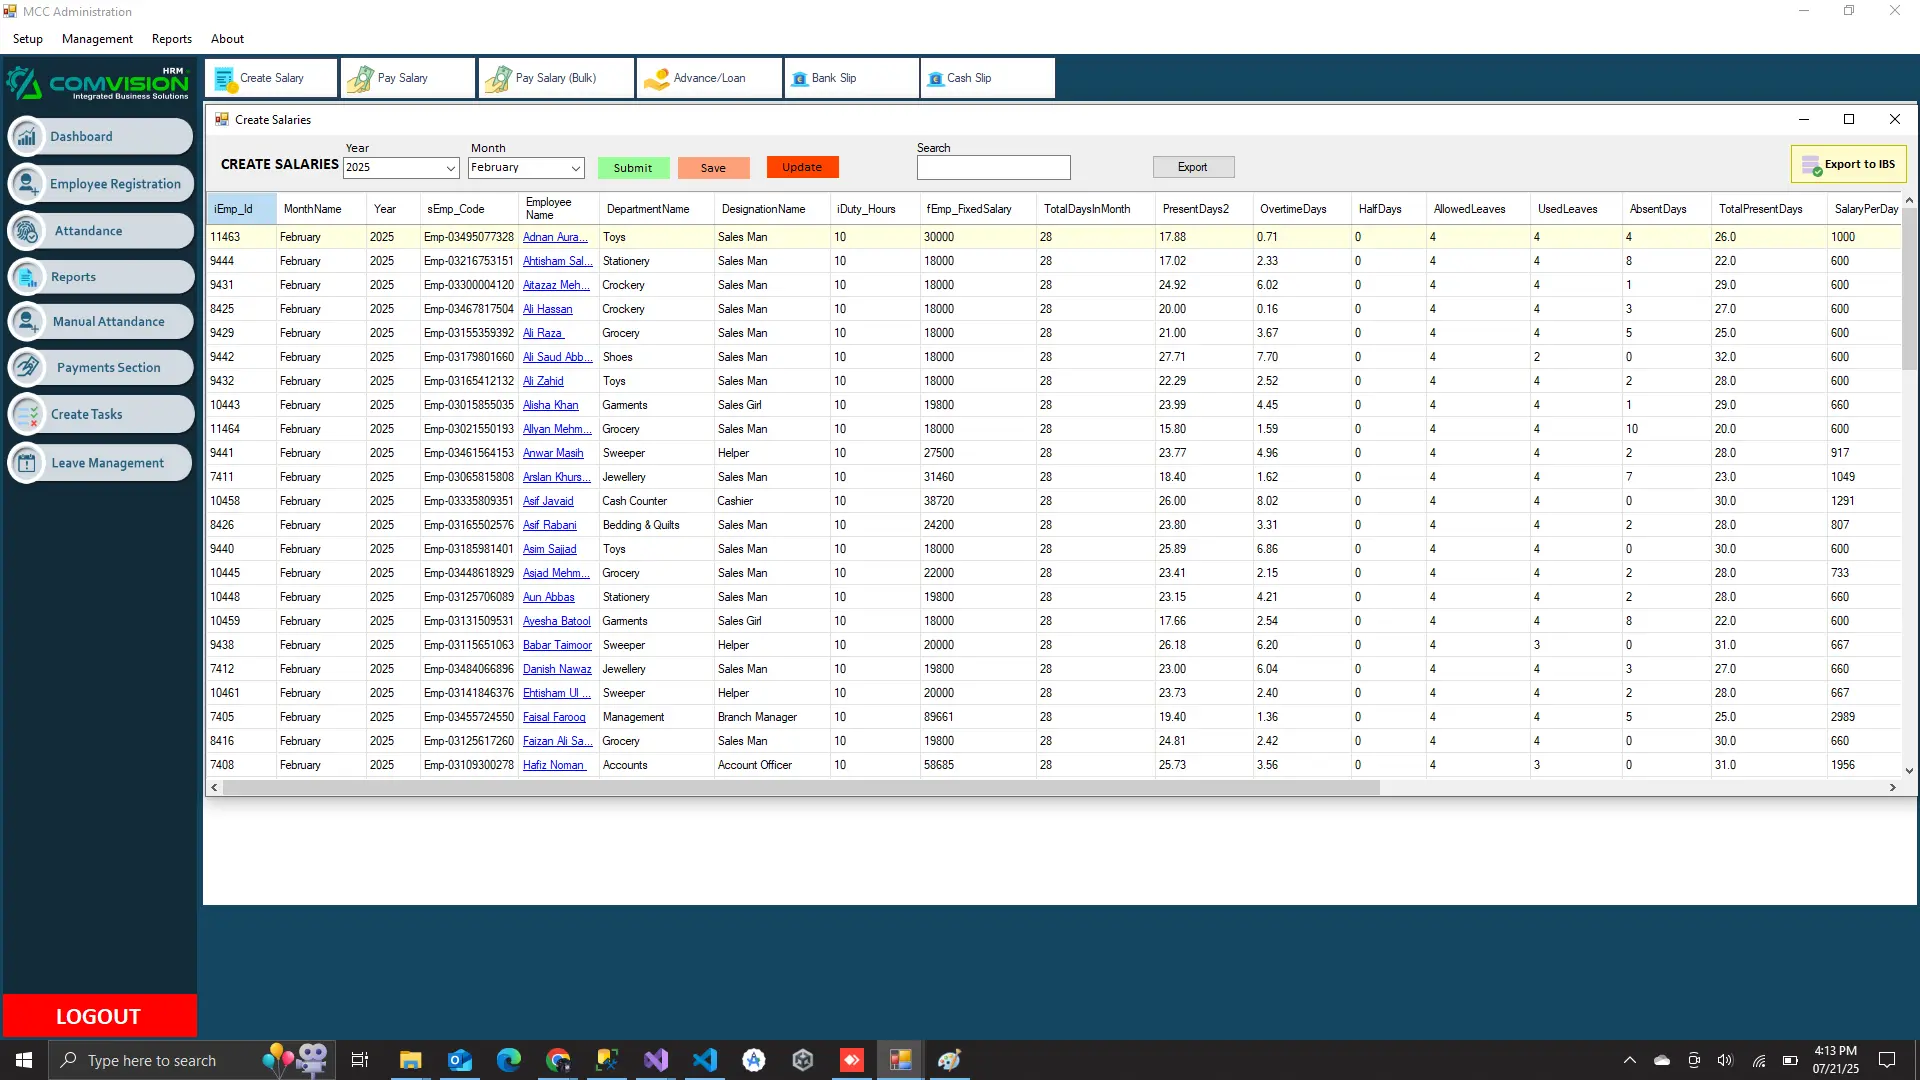 MCC Administration
Setup Management Reports About
HRM
COMVISION
Integrated Business Solutions
Create Salary Pay Salary Pay Salary (Bulk) Advance/Loan Bank Slip Cash Slip
Dashboard
Employee Registration
Attandance
Reports
Manual Attandance
Payments Section
Create Tasks
Leave Management
LOGOUT
Create Salaries
CREATE SALARIES Year 2025 Month February Submit Save Update Search Export Export to IBS
iEmp_Id MonthName Year sEmp_Code Employee Name DepartmentName DesignationName iDuty_Hours fEmp_FixedSalary TotalDaysInMonth PresentDays2 OvertimeDays HalfDays AllowedLeaves UsedLeaves AbsentDays TotalPresentDays SalaryPerDay
11463 February 2025 Emp-03495077328 Adnan Aura... Toys Sales Man 10 30000 28 17.88 0.71 0 4 4 4 26.0 1000
9444 February 2025 Emp-03216753151 Ahtisham Sal... Stationery Sales Man 10 18000 28 17.02 2.33 0 4 4 8 22.0 600
9431 February 2025 Emp-03300004120 Aitazaz Meh... Crockery Sales Man 10 18000 28 24.92 6.02 0 4 4 1 29.0 600
8425 February 2025 Emp-03467817504 Ali Hassan Crockery Sales Man 10 18000 28 20.00 0.16 0 4 4 3 27.0 600
9429 February 2025 Emp-03155359392 Ali Raza Grocery Sales Man 10 18000 28 21.00 3.67 0 4 4 5 25.0 600
9442 February 2025 Emp-03179801660 Ali Saud Abb... Shoes Sales Man 10 18000 28 27.71 7.70 0 4 2 0 32.0 600
9432 February 2025 Emp-03165412132 Ali Zahid Toys Sales Man 10 18000 28 22.29 2.52 0 4 4 2 28.0 600
10443 February 2025 Emp-03015855035 Alisha Khan Garments Sales Girl 10 19800 28 23.99 4.45 0 4 4 1 29.0 660
11464 February 2025 Emp-03021550193 Allyan Mehm... Grocery Sales Man 10 18000 28 15.80 1.59 0 4 4 10 20.0 600
9441 February 2025 Emp-03461564153 Anwar Masih Sweeper Helper 10 27500 28 23.77 4.96 0 4 4 2 28.0 917
7411 February 2025 Emp-03065815808 Arslan Khurs... Jewellery Sales Man 10 31460 28 18.40 1.62 0 4 4 7 23.0 1049
10458 February 2025 Emp-03335809351 Asif Javaid Cash Counter Cashier 10 38720 28 26.00 8.02 0 4 4 0 30.0 1291
8426 February 2025 Emp-03165502576 Asif Rabani Bedding & Quilts Sales Man 10 24200 28 23.80 3.31 0 4 4 2 28.0 807
9440 February 2025 Emp-03185981401 Asim Sajjad Toys Sales Man 10 18000 28 25.89 6.86 0 4 4 0 30.0 600
10445 February 2025 Emp-03448618929 Asjad Mehm... Grocery Sales Man 10 22000 28 23.41 2.15 0 4 4 2 28.0 733
10448 February 2025 Emp-03125706089 Aun Abbas Stationery Sales Man 10 19800 28 23.15 4.21 0 4 4 2 28.0 660
10459 February 2025 Emp-03131509531 Ayesha Batool Garments Sales Girl 10 18000 28 17.66 2.54 0 4 4 8 22.0 600
9438 February 2025 Emp-03115651063 Babar Taimoor Sweeper Helper 10 20000 28 26.18 6.20 0 4 3 0 31.0 667
7412 February 2025 Emp-03484066896 Danish Nawaz Jewellery Sales Man 10 19800 28 23.00 6.04 0 4 4 3 27.0 660
10461 February 2025 Emp-03141846376 Ehtisham Ul ... Sweeper Helper 10 20000 28 23.73 2.40 0 4 4 2 28.0 667
7405 February 2025 Emp-03455724550 Faisal Farooq Management Branch Manager 10 89661 28 19.40 1.36 0 4 4 5 25.0 2989
8416 February 2025 Emp-03125617260 Faizan Ali Sa... Grocery Sales Man 10 19800 28 24.81 2.42 0 4 4 0 30.0 660
7408 February 2025 Emp-03109300278 Hafiz Noman Accounts Account Officer 10 58685 28 25.73 3.56 0 4 3 0 31.0 1956
Type here to search
4:13 PM
07/21/25